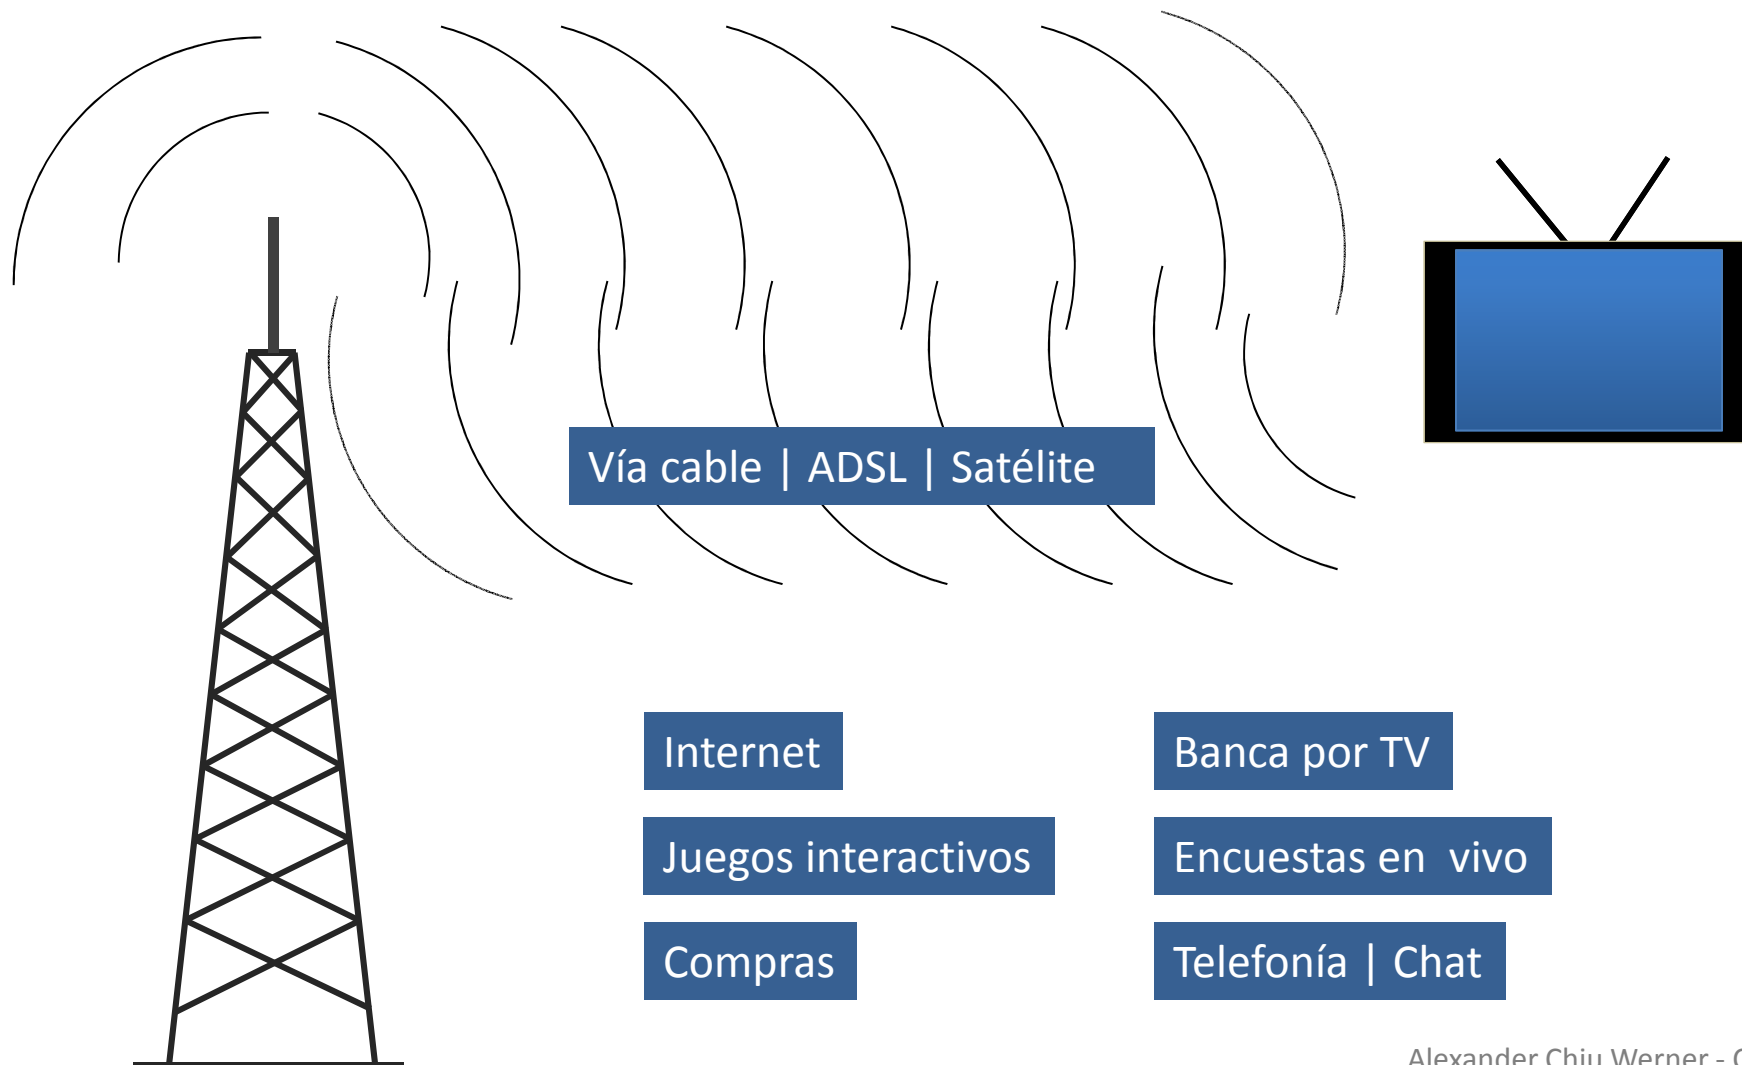 Vía cable | ADSL | Satélite
Internet
Banca por TV
Juegos interactivos
Encuestas en  vivo
Compras
Telefonía | Chat
Alexander Chiu Werner -